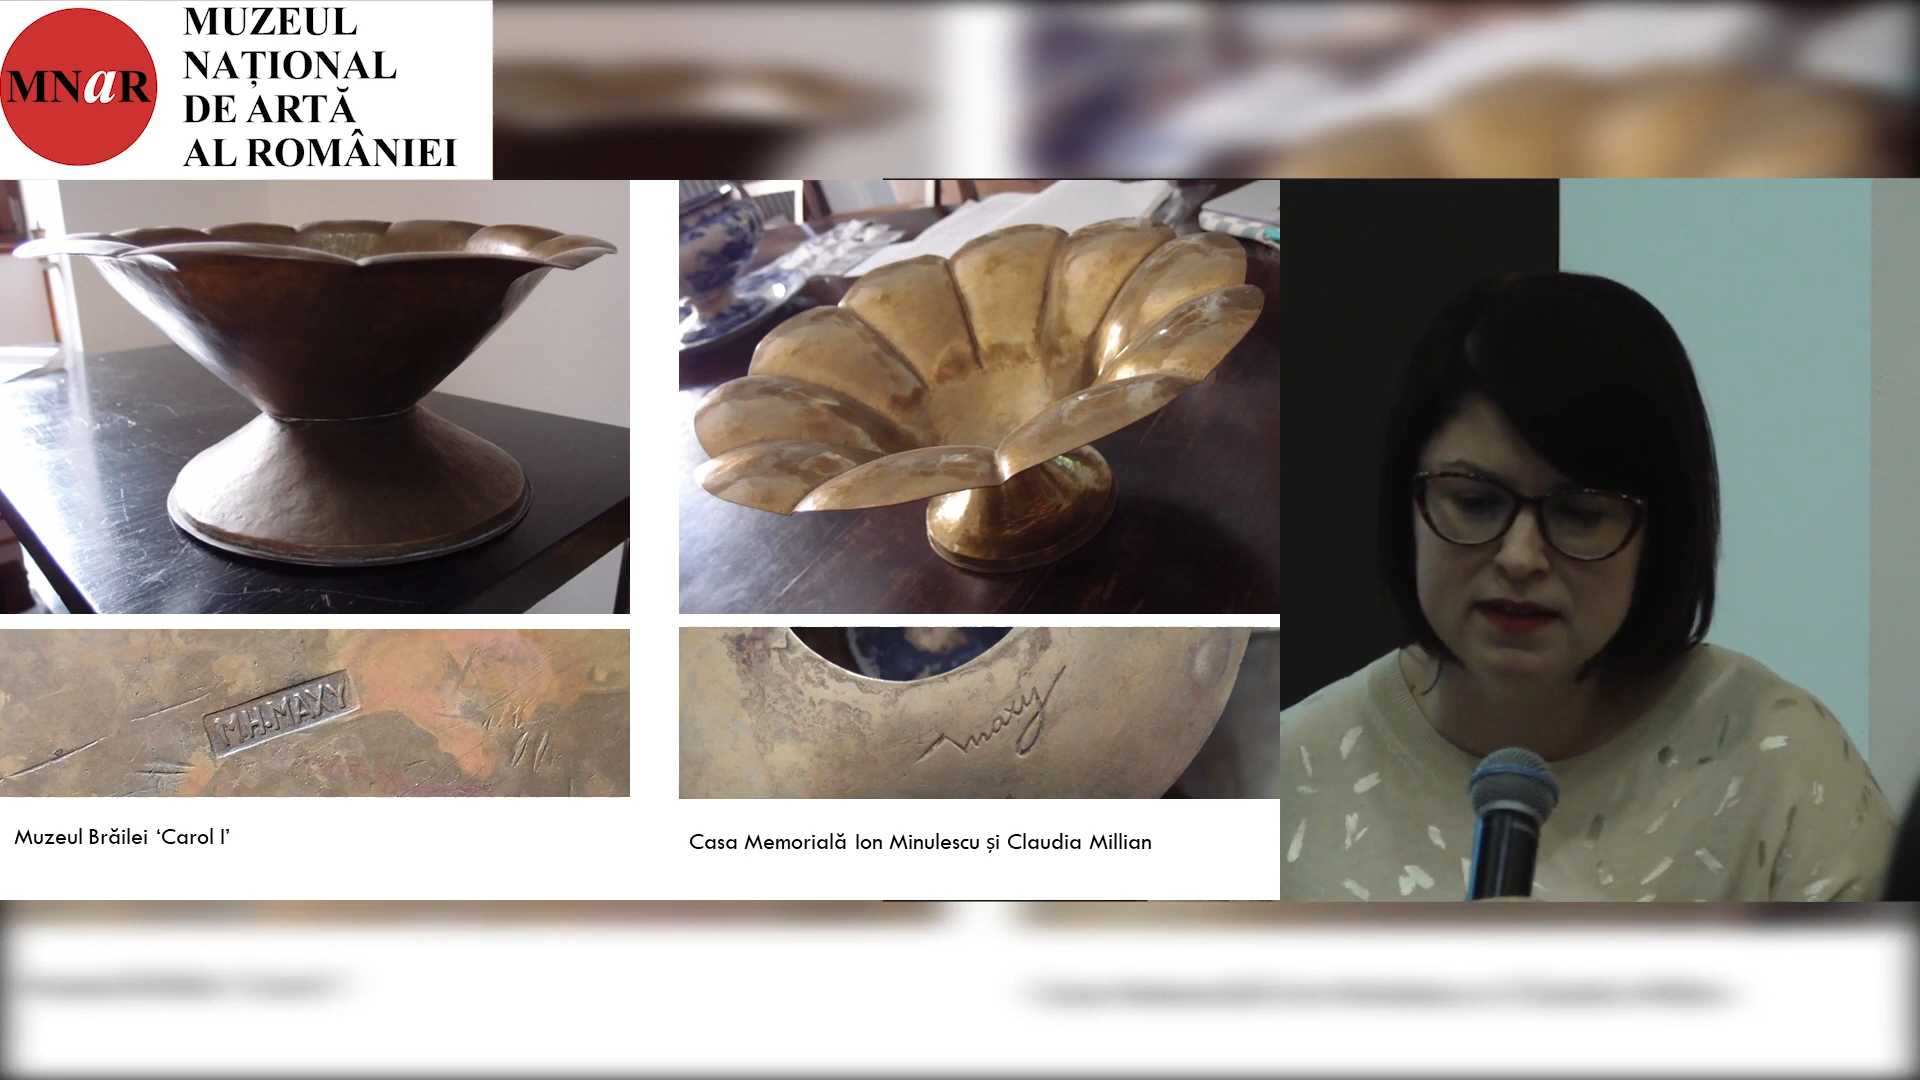 MNaR
MUZEUL
NAȚIONAL
DE ARTĂ
AL ROMÂNIEI
M.H.MAXY
maxy
Muzeul Brăilei ‘Carol I’
Casa Memorială Ion Minulescu și Claudia Millian